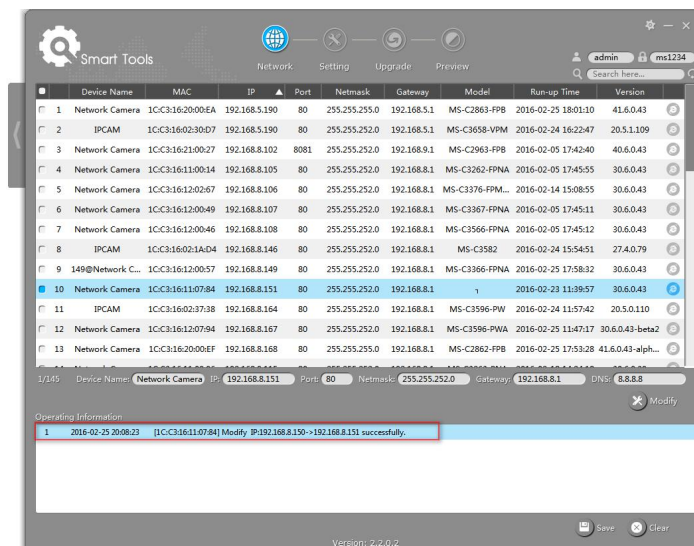 Smart Tools
Network Setting Upgrade Preview
admin ms1234
Search here...
Device Name MAC IP Port Netmask Gateway Model Run-up Time Version
1 Network Camera 1C:C3:16:20:00:EA 192.168.5.190 80 255.255.255.0 192.168.5.1 MS-C2863-FPB 2016-02-25 18:01:10 41.6.0.43
2 IPCAM 1C:C3:16:02:30:D7 192.168.5.190 80 255.255.252.0 192.168.5.1 MS-C3658-VPM 2016-02-24 16:22:47 20.5.1.109
3 Network Camera 1C:C3:16:21:00:27 192.168.8.102 8081 255.255.252.0 192.168.9.1 MS-C2963-FPB 2016-02-05 17:42:40 40.6.0.43
4 Network Camera 1C:C3:16:11:00:14 192.168.8.105 80 255.255.252.0 192.168.8.1 MS-C3262-FPNA 2016-02-05 17:45:55 30.6.0.43
5 Network Camera 1C:C3:16:12:02:67 192.168.8.106 80 255.255.252.0 192.168.8.1 MS-C3376-FPM... 2016-02-14 15:08:55 30.6.0.43
6 Network Camera 1C:C3:16:12:00:49 192.168.8.107 80 255.255.252.0 192.168.8.1 MS-C3367-FPNA 2016-02-05 17:45:11 30.6.0.43
7 Network Camera 1C:C3:16:12:00:46 192.168.8.108 80 255.255.252.0 192.168.8.1 MS-C3566-FPNA 2016-02-05 17:45:12 30.6.0.43
8 IPCAM 1C:C3:16:02:1A:D4 192.168.8.146 80 255.255.252.0 192.168.8.1 MS-C3582 2016-02-24 15:54:51 27.4.0.79
9 149@Network C... 1C:C3:16:12:00:57 192.168.8.149 80 255.255.252.0 192.168.8.1 MS-C3366-FPNA 2016-02-25 17:58:32 30.6.0.43
10 Network Camera 1C:C3:16:11:07:84 192.168.8.151 80 255.255.252.0 192.168.8.1 2016-02-23 11:39:57 30.6.0.43
11 IPCAM 1C:C3:16:02:37:38 192.168.8.164 80 255.255.252.0 192.168.8.1 MS-C3596-PW 2016-02-24 11:57:42 20.5.0.110
12 Network Camera 1C:C3:16:12:07:94 192.168.8.167 80 255.255.252.0 192.168.8.1 MS-C3596-PWA 2016-02-25 11:47:17 30.6.0.43-beta2
13 Network Camera 1C:C3:16:20:00:EF 192.168.8.168 80 255.255.252.0 192.168.8.1 MS-C2862-FPB 2016-02-25 17:53:28 41.6.0.43-alph...
1/145 Device Name: Network Camera IP: 192.168.8.151 Port: 80 Netmask: 255.255.252.0 Gateway: 192.168.8.1 DNS: 8.8.8.8
Modify
Operating Information
1 2016-02-25 20:08:23 [1C:C3:16:11:07:84] Modify IP:192.168.8.150->192.168.8.151 successfully.
Save Clear
Version: 2.2.0.2